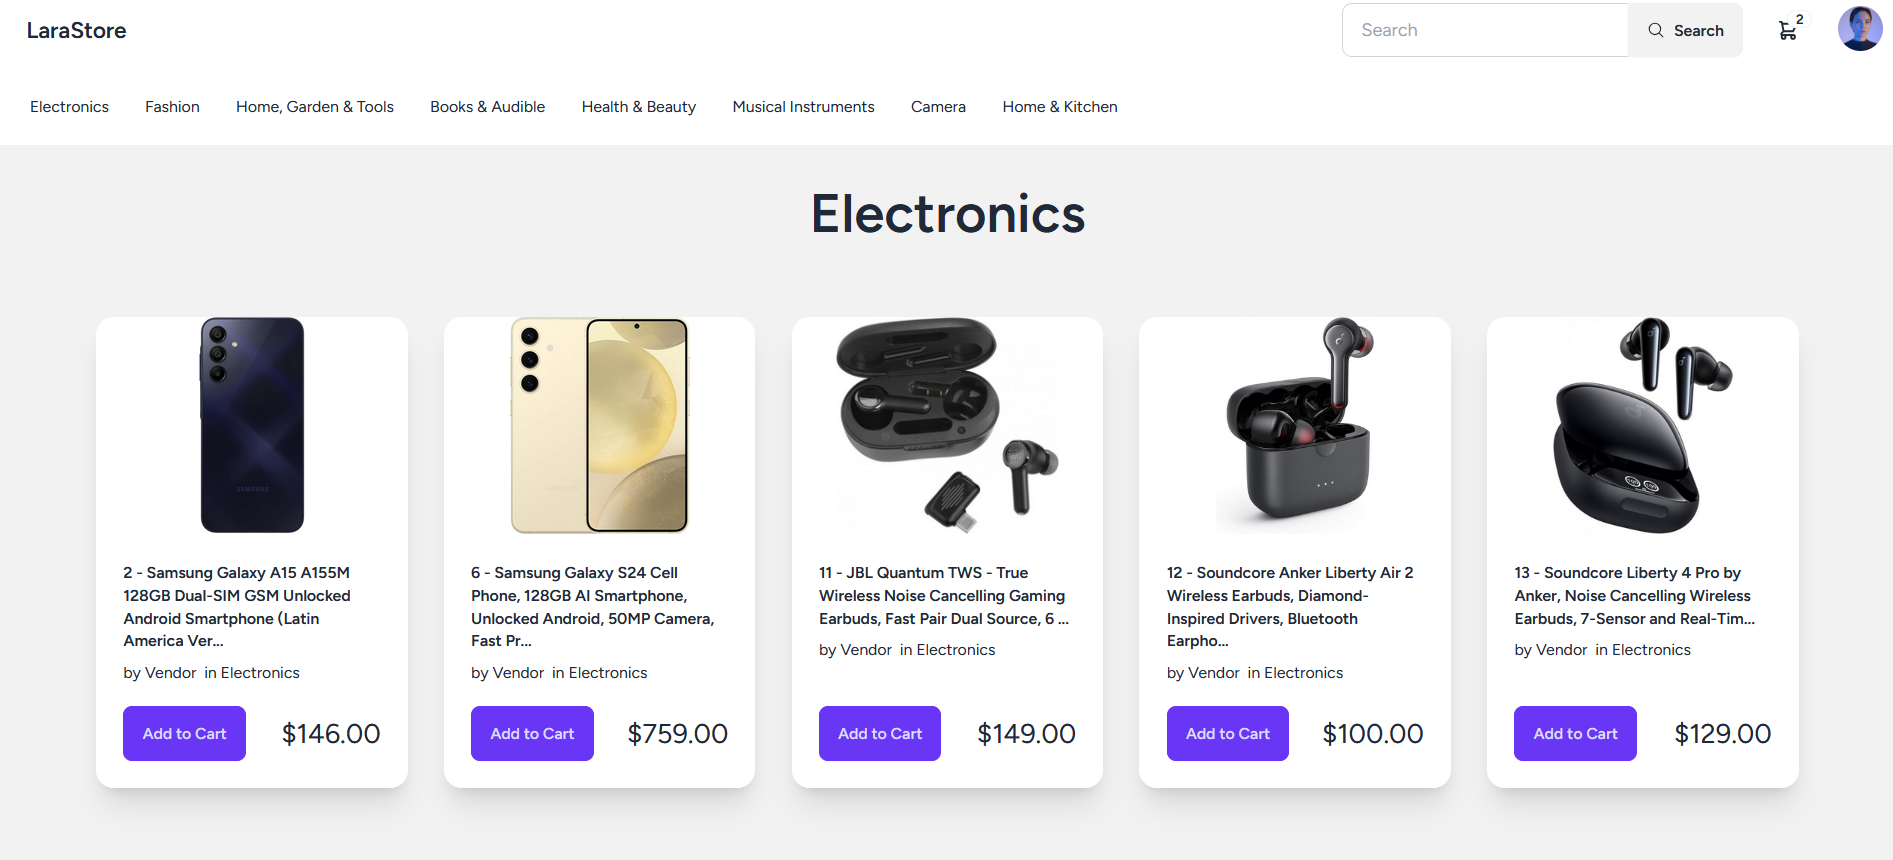 LaraStore
Search
Search
2
Electronics
Fashion
Home, Garden & Tools
Books & Audible
Health & Beauty
Musical Instruments
Camera
Home & Kitchen
Electronics
SAMSUNG
2 - Samsung Galaxy A15 A155M
128GB Dual-SIM GSM Unlocked
Android Smartphone (Latin
America Ver...
by Vendor in Electronics
Add to Cart
$146.00
6 - Samsung Galaxy S24 Cell
Phone, 128GB AI Smartphone,
Unlocked Android, 50MP Camera,
Fast Pr...
by Vendor in Electronics
Add to Cart
$759.00
11 - JBL Quantum TWS - True
Wireless Noise Cancelling Gaming
Earbuds, Fast Pair Dual Source, 6 ...
by Vendor in Electronics
Add to Cart
$149.00
12 - Soundcore Anker Liberty Air 2
Wireless Earbuds, Diamond-
Inspired Drivers, Bluetooth
Earpho...
by Vendor in Electronics
Add to Cart
$100.00
13 - Soundcore Liberty 4 Pro by
Anker, Noise Cancelling Wireless
Earbuds, 7-Sensor and Real-Tim...
by Vendor in Electronics
Add to Cart
$129.00